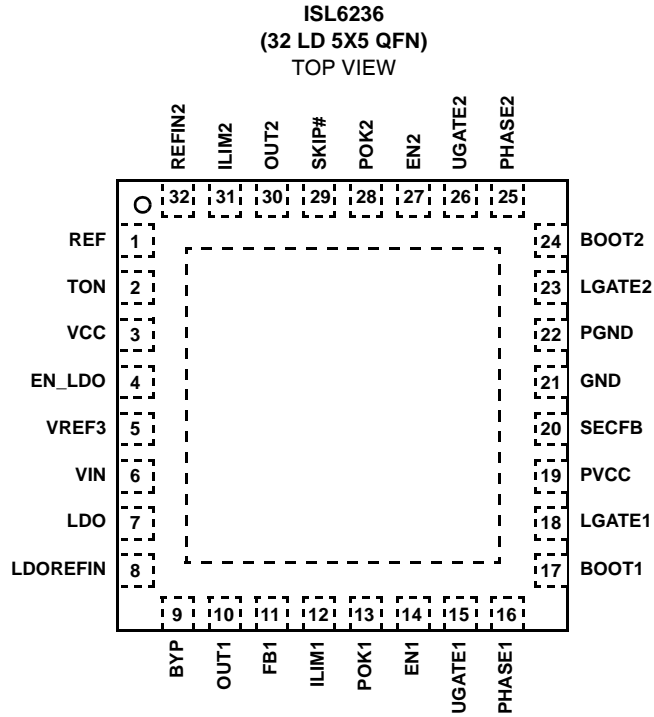 ISL6236
(32 LD 5X5 QFN)
TOP VIEW
REFIN2
ILIM2
OUT2
SKIP#
POK2
EN2
UGATE2
PHASE2
32 31 30 29 28 27 26 25
REF 1 24 BOOT2
TON 2 23 LGATE2
VCC 3 22 PGND
EN_LDO 4 21 GND
VREF3 5 20 SECFB
VIN 6 19 PVCC
LDO 7 18 LGATE1
LDOREFIN 8 17 BOOT1
9 10 11 12 13 14 15 16
BYP
OUT1
FB1
ILIM1
POK1
EN1
UGATE1
PHASE1